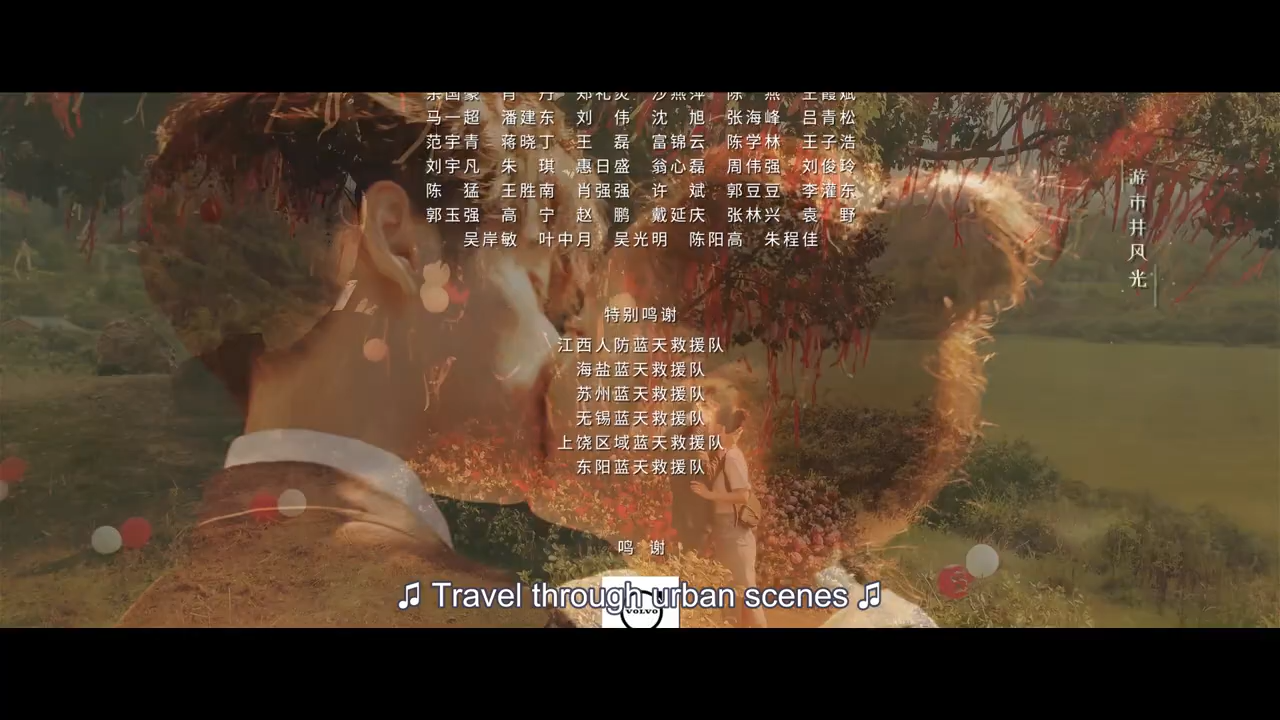 马一超 潘建东 刘 伟 沈 旭 张海峰 吕青松
范宇青 蒋晓丁 王 磊 富锦云 陈学林 王子浩
刘宇凡 朱 琪 惠日盛 翁心磊 周伟强 刘俊玲
陈 猛 王胜南 肖强强 许 斌 郭豆豆 李灌东
郭玉强 高 宁 赵 鹏 戴延庆 张林兴 袁 野
吴岸敏 叶中月 吴光明 陈阳高 朱程佳
游市井风光
特别鸣谢
江西人防蓝天救援队
海盐蓝天救援队
苏州蓝天救援队
无锡蓝天救援队
上饶区域蓝天救援队
东阳蓝天救援队
鸣 谢
♫ Travel through urban scenes ♫
VOLVO